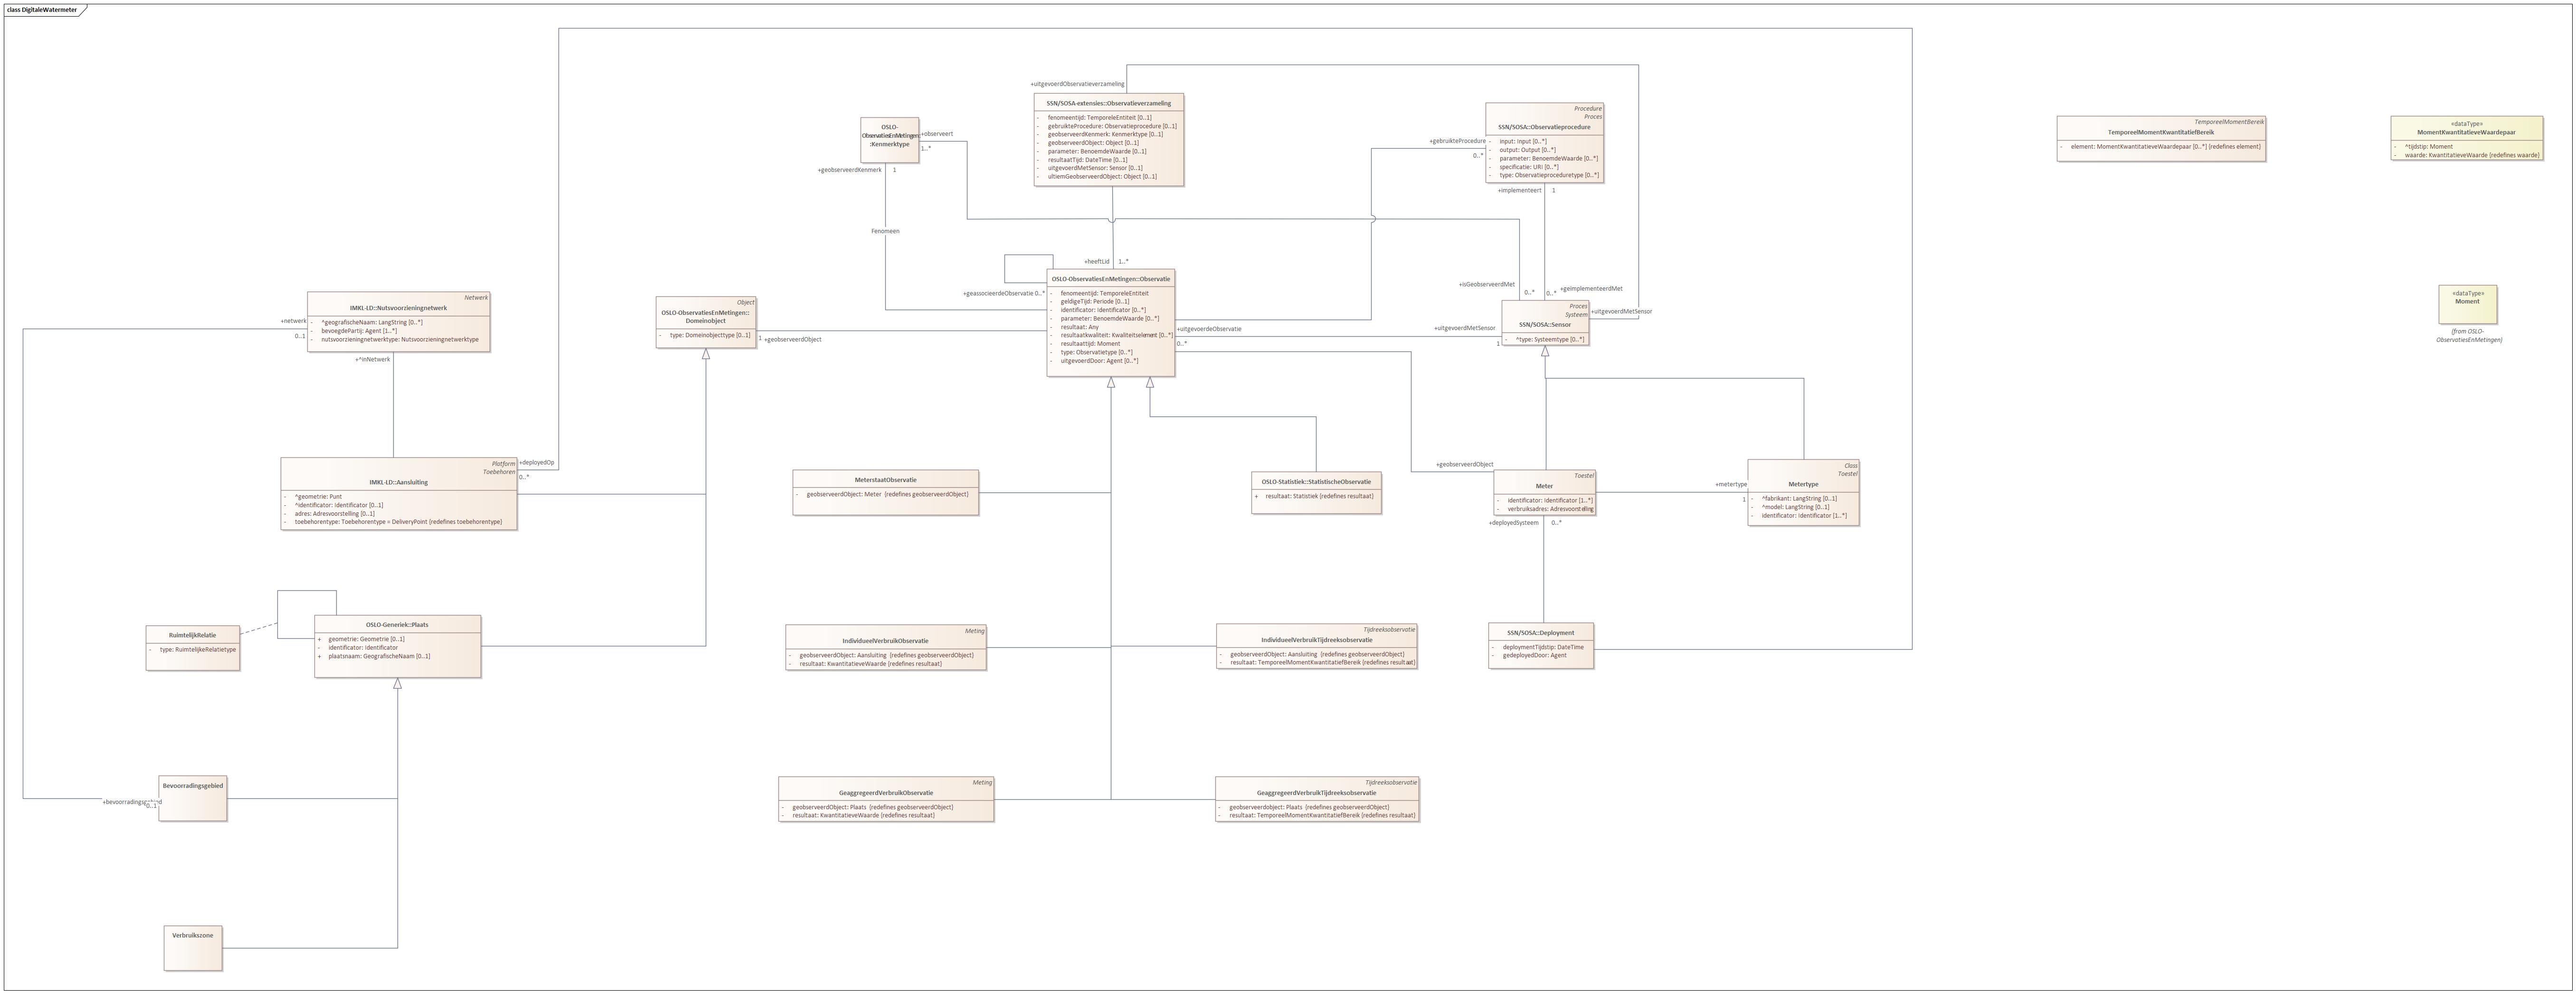 class DigitaleWatermeter
+uitgevoerdObservatieverzameling
SSN/SOSA-extensies::Observatieverzameling
- fenomeentijd: TemporeleEntiteit [0..1]
- gebruikteProcedure: Observatieprocedure [0..1]
- geobserveerdKenmerk: Kenmerktype [0..1]
- geobserveerdObject: Object [0..1]
- parameter: BenoemdeWaarde [0..1]
- resultaatTijd: DateTime [0..1]
- uitgevoerdMetSensor: Sensor [0..1]
- ultiemGeobserveerdObject: Object [0..1]
OSLO-
ObservatiesEnMetingen:
:Kenmerktype
+observeert
1..*
+geobserveerdKenmerk
1
Fenomeen
Procedure
Proces
SSN/SOSA::Observatieprocedure
- input: Input [0..*]
- output: Output [0..*]
- parameter: BenoemdeWaarde [0..*]
- specificatie: URI [0..*]
- type: Observatieproceduretype [0..*]
+gebruikteProcedure
0..*
+implementeert
1
TemporeelMomentBereik
TemporeelMomentKwantitatiefBereik
- element: MomentKwantitatieveWaardepaar [0..*] {redefines element}
«dataType»
MomentKwantitatieveWaardepaar
- ^tijdstip: Moment
- waarde: KwantitatieveWaarde {redefines waarde}
«dataType»
Moment
(from OSLO-
ObservatiesEnMetingen)
+heeftLid
1..*
+geassocieerdeObservatie 0..*
OSLO-ObservatiesEnMetingen::Observatie
- fenomeentijd: TemporeleEntiteit
- geldigeTijd: Periode [0..1]
- identificator: Identificator [0..*]
- parameter: BenoemdeWaarde [0..*]
- resultaat: Any
- resultaatkwaliteit: Kwaliteitselement [0..*]
- resultaattijd: Moment
- type: Observatietype [0..*]
- uitgevoerdDoor: Agent [0..*]
+uitgevoerdeObservatie
0..*
+isGeobserveerdMet
0..*
0..*
+geimplementeerdMet
Proces
Systeem
SSN/SOSA::Sensor
- ^type: Systeemtype [0..*]
+uitgevoerdMetSensor
+uitgevoerdMetSensor
1
Netwerk
IMKL-LD::Nutsvoorzieningnetwerk
- ^geografischeNaam: LangString [0..*]
- bevoegdePartij: Agent [1..*]
- nutsvoorzieningnetwerktype: Nutsvoorzieningnetwerktype
+netwerk
0..1
+^inNetwerk
Object
OSLO-ObservatiesEnMetingen::
Domeinobject
- type: Domeinobjecttype [0..1]
1
+geobserveerdObject
Platform
Toebehoren
IMKL-LD::Aansluiting
- ^geometrie: Punt
- ^identificator: Identificator [0..1]
- adres: Adresvoorstelling [0..1]
- toebehorentype: Toebehorentype = DeliveryPoint {redefines toebehorentype}
+deployedOp
0..*
MeterstaatObservatie
- geobserveerdObject: Meter {redefines geobserveerdObject}
OSLO-Statistiek::StatistischeObservatie
+ resultaat: Statistiek {redefines resultaat}
+geobserveerdObject
Toestel
Meter
- identificator: Identificator [1..*]
- verbruiksadres: Adresvoorstelling
+metertype
1
Class
Toestel
Metertype
- ^fabrikant: LangString [0..1]
- ^model: LangString [0..1]
- identificator: Identificator [1..*]
+deployedSysteem
0..*
RuimtelijkRelatie
- type: RuimtelijkeRelatietype
OSLO-Generiek::Plaats
+ geometrie: Geometrie [0..1]
- identificator: Identificator
+ plaatsnaam: GeografischeNaam [0..1]
Meting
IndividueelVerbruikObservatie
- geobserveerdObject: Aansluiting {redefines geobserveerdObject}
- resultaat: KwantitatieveWaarde {redefines resultaat}
Tijdreeksobservatie
IndividueelVerbruikTijdreeksobservatie
- geobserveerdObject: Aansluiting {redefines geobserveerdObject}
- resultaat: TemporeelMomentKwantitatiefBereik {redefines resultaat}
SSN/SOSA::Deployment
- deploymentTijdstip: DateTime
- gedeployedDoor: Agent
Bevoorradingsgebied
+bevoorradingsgebied
0..1
Meting
GeaggregeerdVerbruikObservatie
- geobserveerdObject: Plaats {redefines geobserveerdObject}
- resultaat: KwantitatieveWaarde {redefines resultaat}
Tijdreeksobservatie
GeaggregeerdVerbruikTijdreeksobservatie
- geobserveerdobject: Plaats {redefines geobserveerdObject}
- resultaat: TemporeelMomentKwantitatiefBereik {redefines resultaat}
Verbruikszone